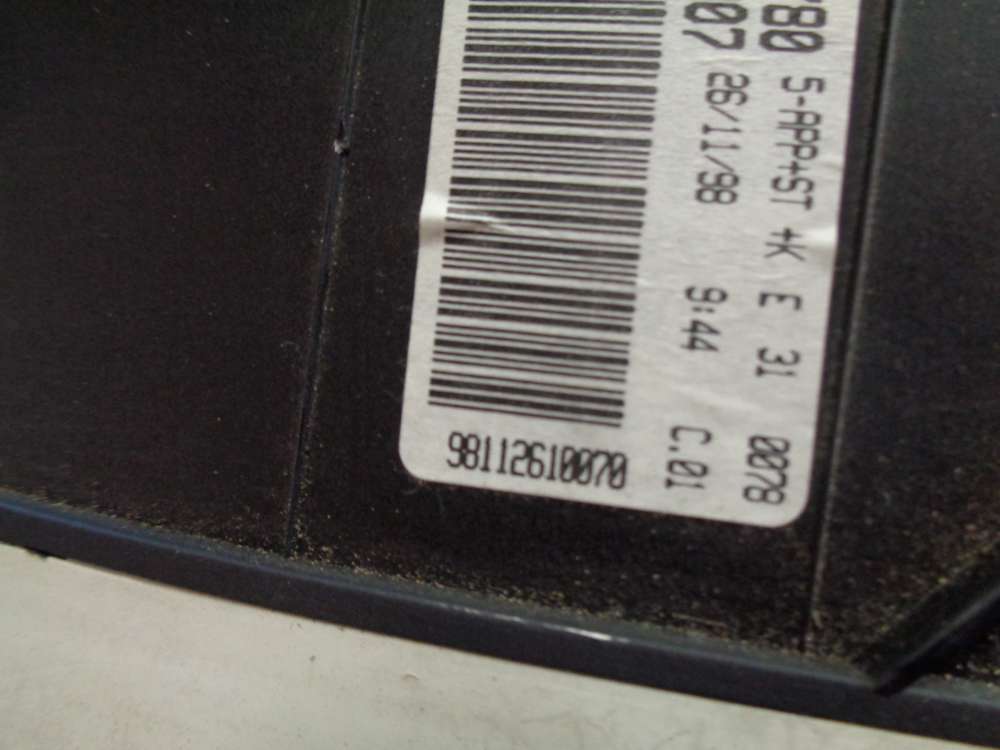 80 5-APP+ST +K E 31 0078
07 26/11/98 9:44 C.01
98112610070